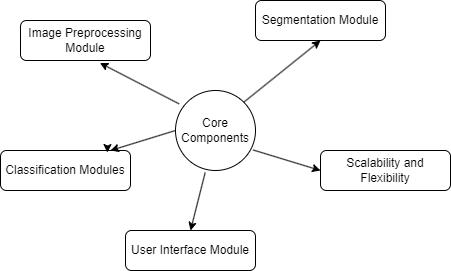 Segmentation Module
Image Preprocessing
Module
Core
Components
Classification Modules
Scalability and
Flexibility
User Interface Module